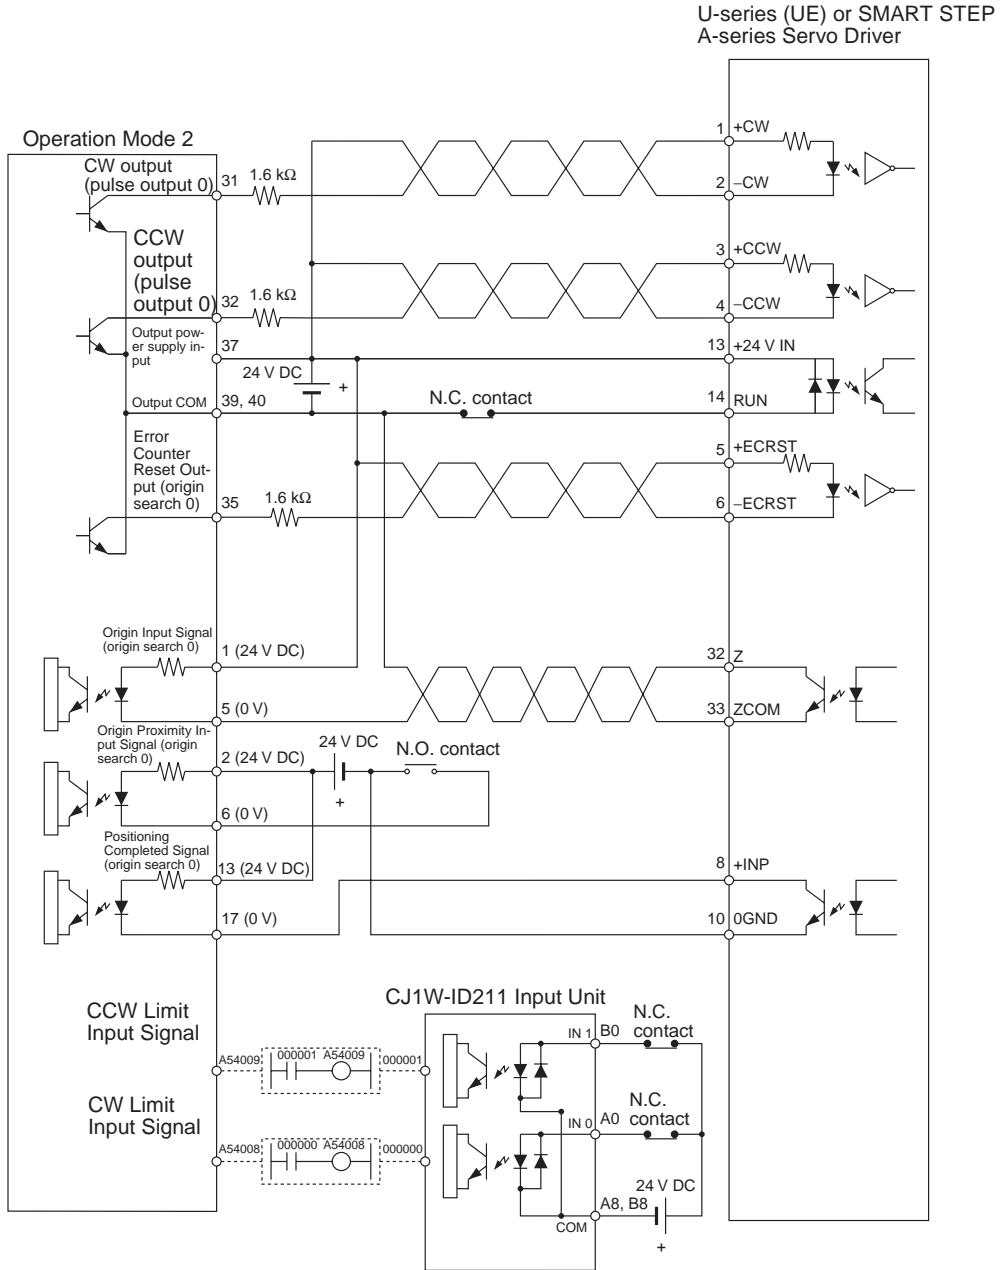 U-series (UE) or SMART STEP
A-series Servo Driver
Operation Mode 2
CW output
(pulse output 0)
31
1.6 kΩ
1
+CW
2
–CW
CCW
output
(pulse
output 0)
32
1.6 kΩ
3
+CCW
4
–CCW
Output pow-
er supply in-
put
37
24 V DC
+
13
+24 V IN
Output COM
39, 40
N.C. contact
14
RUN
Error
Counter
Reset Out-
put (origin
search 0)
35
1.6 kΩ
5
+ECRST
6
–ECRST
Origin Input Signal
(origin search 0)
1 (24 V DC)
5 (0 V)
32
Z
33
ZCOM
Origin Proximity In-
put Signal (origin
search 0)
2 (24 V DC)
24 V DC
+
N.O. contact
6 (0 V)
Positioning
Completed Signal
(origin search 0)
13 (24 V DC)
17 (0 V)
8
+INP
10
0GND
CJ1W-ID211 Input Unit
CCW Limit
Input Signal
A54009
000001
A54009
000001
IN 1
B0
N.C.
contact
CW Limit
Input Signal
A54008
000000
A54008
000000
IN 0
A0
N.C.
contact
24 V DC
A8, B8
COM
+